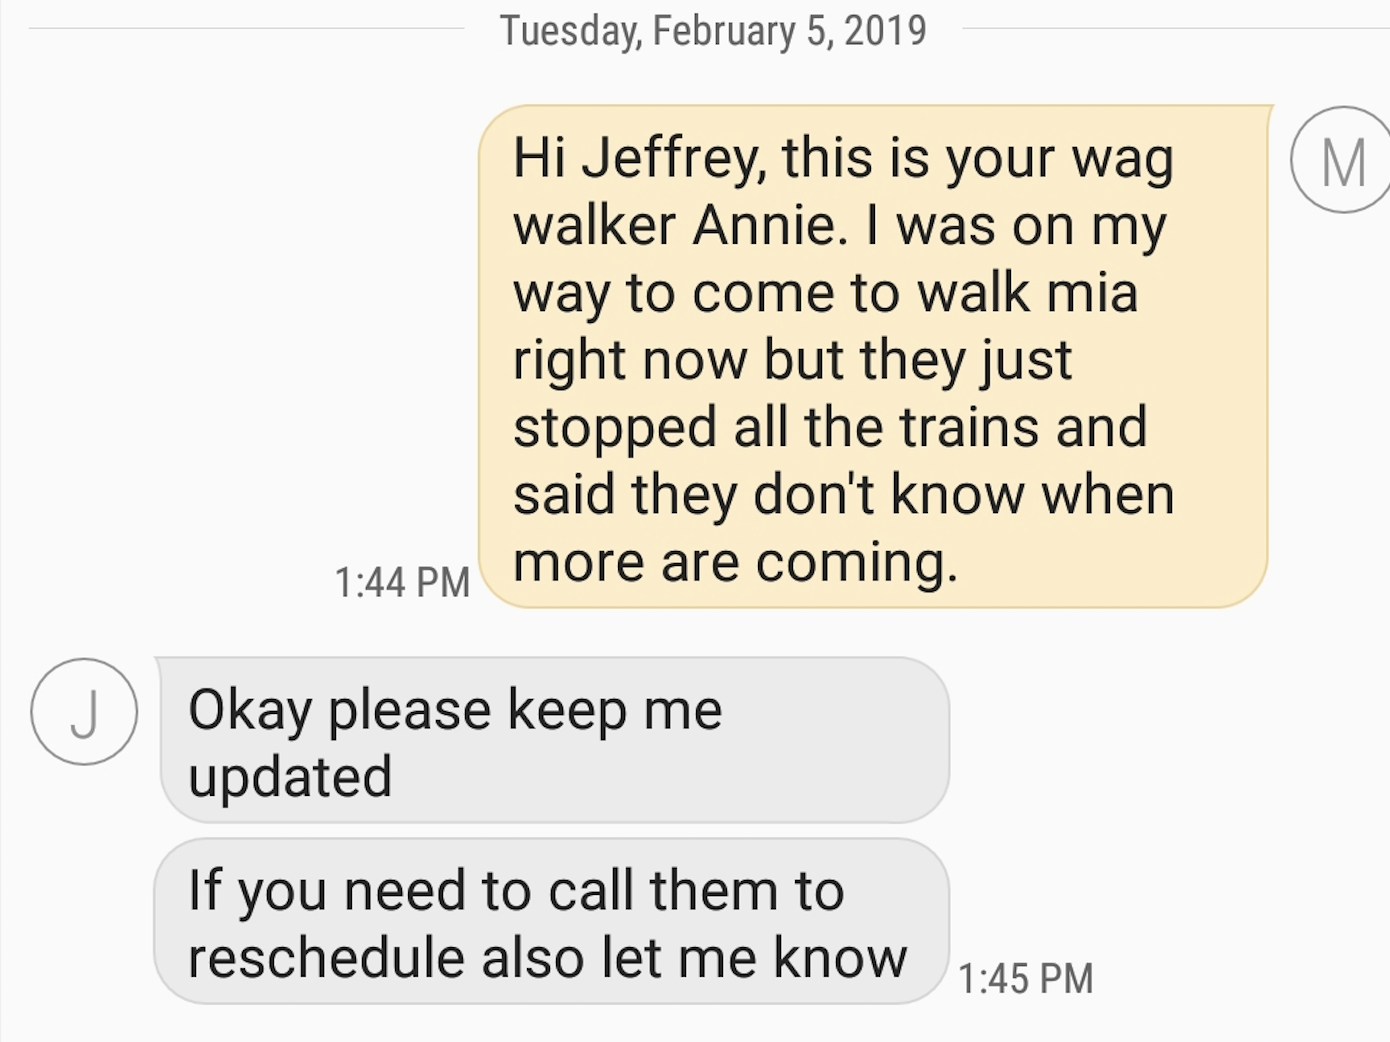 Tuesday, February 5, 2019
Hi Jeffrey, this is your wag
walker Annie. I was on my
way to come to walk mia
right now but they just
stopped all the trains and
said they don't know when
more are coming.
M
1:44 PM
J
Okay please keep me
updated
If you need to call them to
reschedule also let me know
1:45 PM